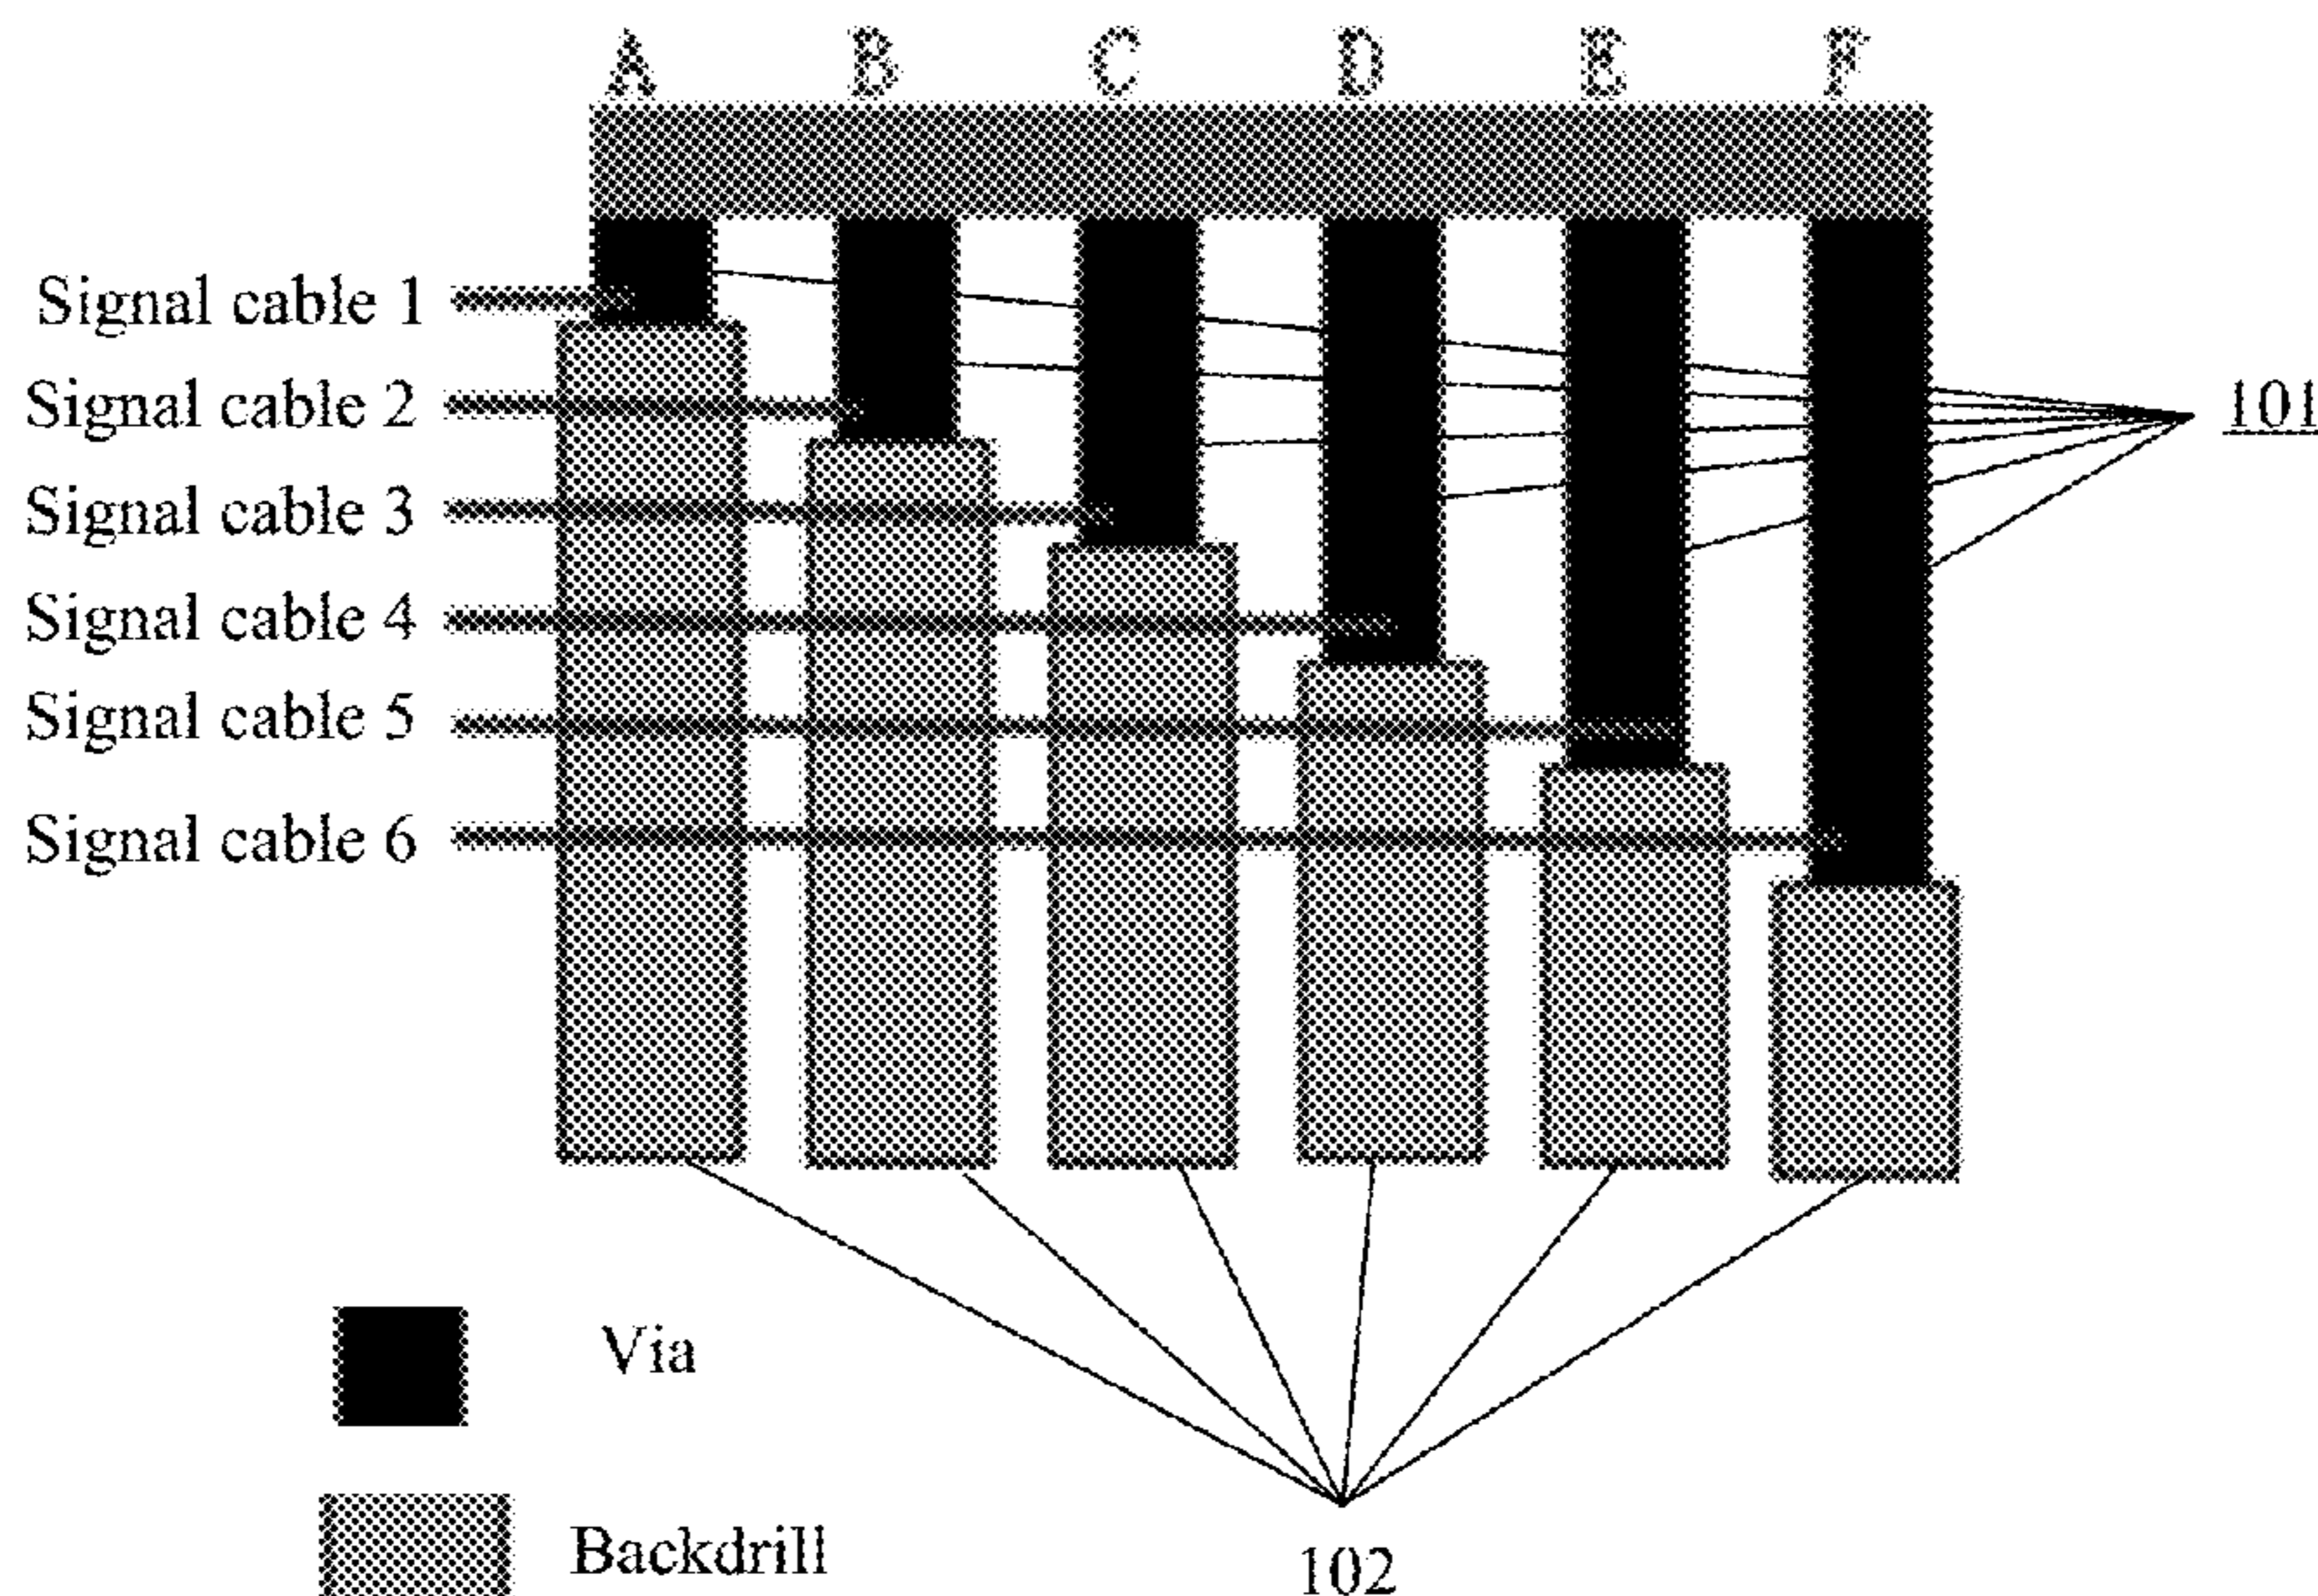 A B C D E F
Signal cable 1
Signal cable 2
101
Signal cable 3
Signal cable 4
Signal cable 5
Signal cable 6
Via
Backdrill
102